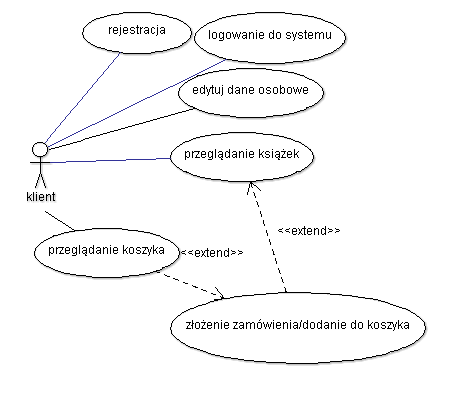 rejestracja
logowanie do systemu
edytuj dane osobowe
przeglądanie książek
klient
<<extend>>
przeglądanie koszyka
<<extend>>
złożenie zamówienia/dodanie do koszyka